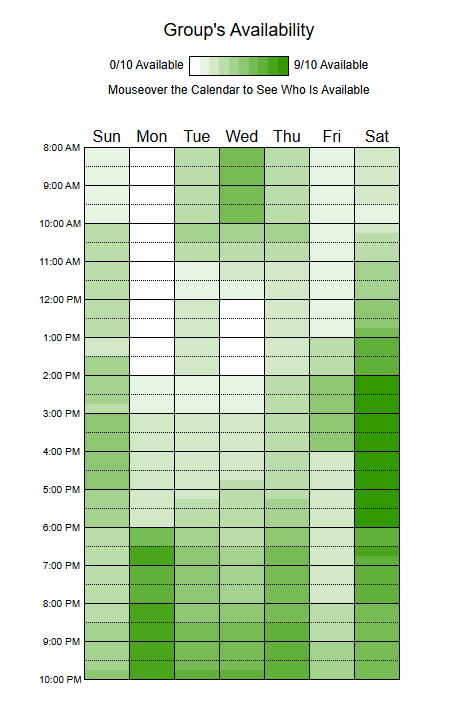 Group's Availability
0/10 Available 9/10 Available
Mouseover the Calendar to See Who Is Available
Sun Mon Tue Wed Thu Fri Sat
8:00 AM
9:00 AM
10:00 AM
11:00 AM
12:00 PM
1:00 PM
2:00 PM
3:00 PM
4:00 PM
5:00 PM
6:00 PM
7:00 PM
8:00 PM
9:00 PM
10:00 PM